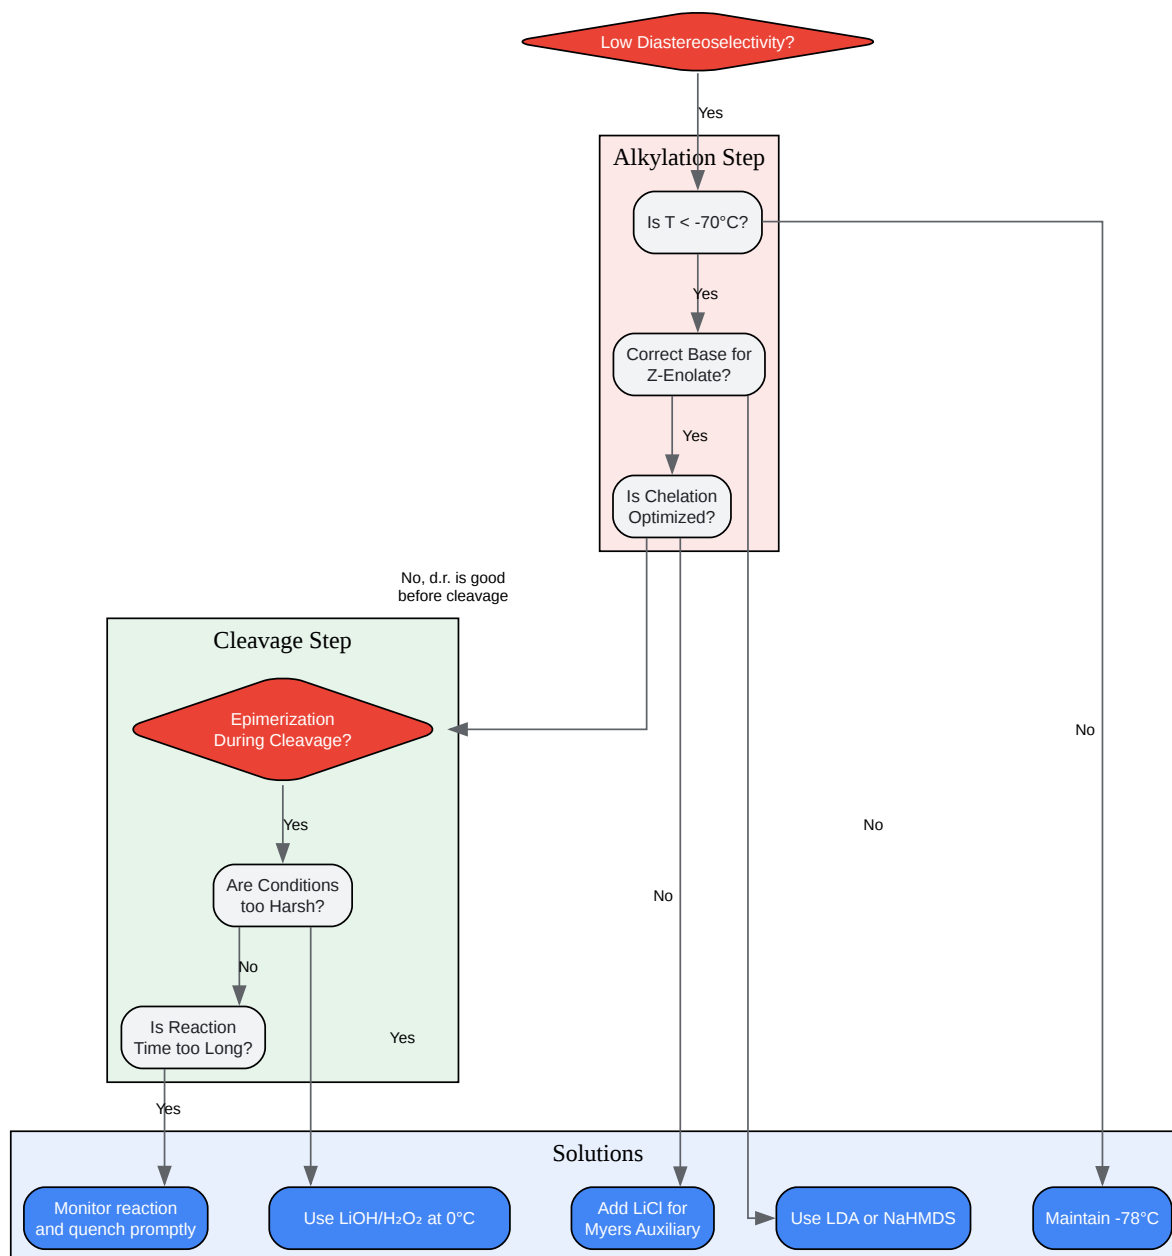 Low Diastereoselectivity?
Yes
Alkylation Step
Is T < -70°C?
Yes
Correct Base for
Z-Enolate?
Yes
Is Chelation
Optimized?
No, d.r. is good
before cleavage
Cleavage Step
Epimerization
During Cleavage?
No
Yes
No
Are Conditions
too Harsh?
No
No
Is Reaction
Time too Long?
Yes
Yes
Solutions
Monitor reaction
and quench promptly
Use LiOH/H₂O₂ at 0°C
Add LiCl for
Myers Auxiliary
Use LDA or NaHMDS
Maintain -78°C